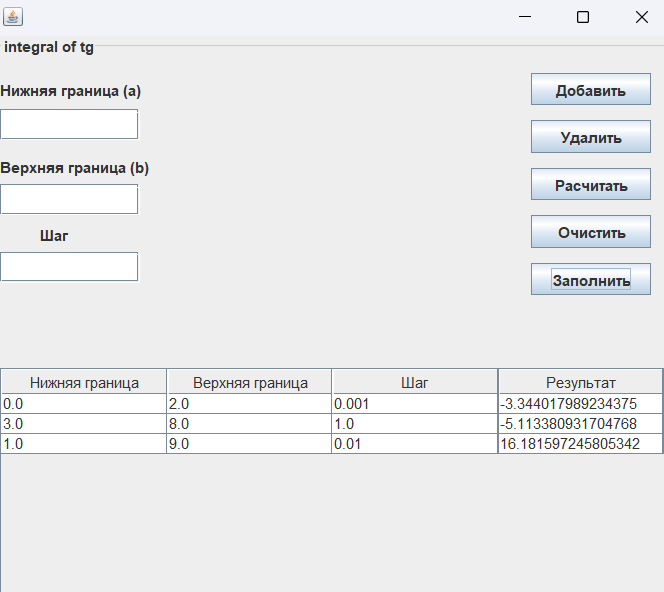 integral of tg
Нижняя граница (a)
Добавить
Удалить
Верхняя граница (b)
Расчитать
Шаг
Очистить
Заполнить
Нижняя граница Верхняя граница Шаг Результат
0.0 2.0 0.001 -3.344017989234375
3.0 8.0 1.0 -5.113380931704768
1.0 9.0 0.01 16.181597245805342